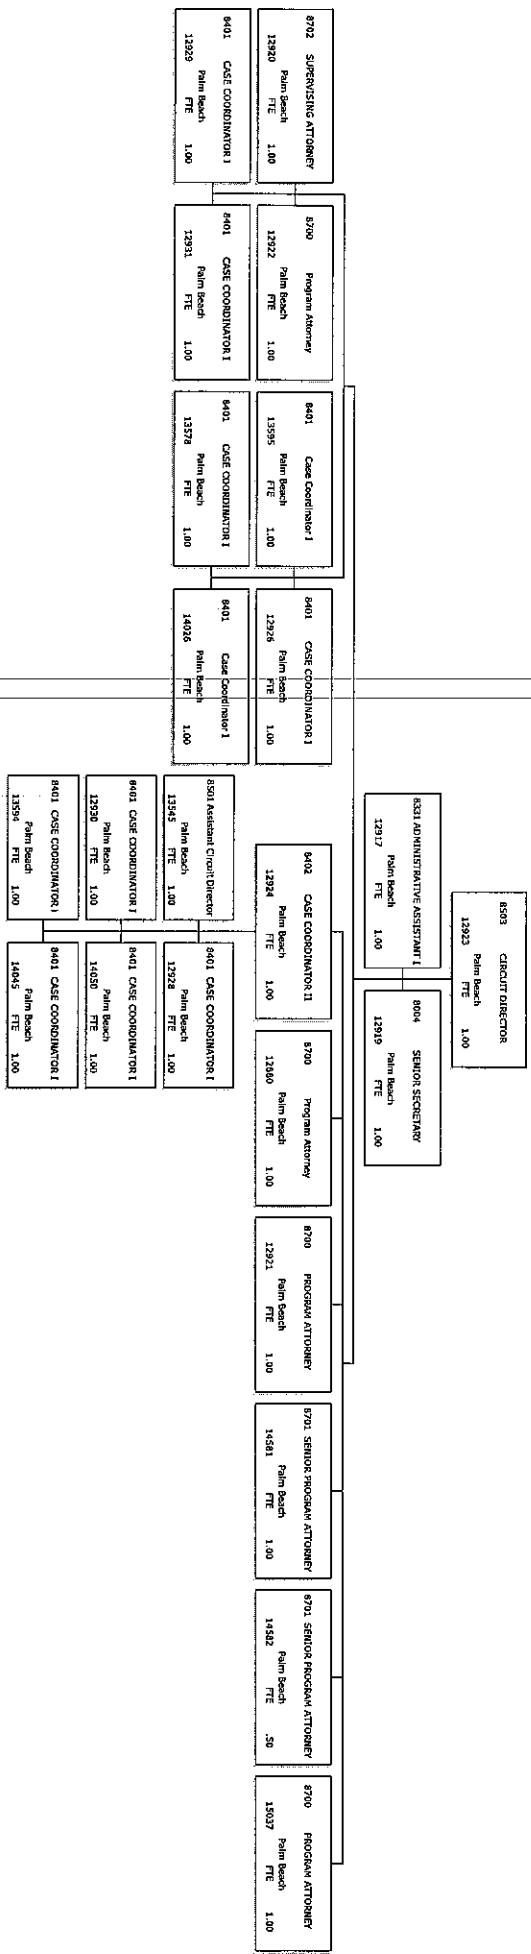 8503 CIRCUIT DIRECTOR
12923 Palm Beach
FTE 1.00
8331 ADMINISTRATIVE ASSISTANT I
12917 Palm Beach
FTE 1.00
8004 SENIOR SECRETARY
12919 Palm Beach
FTE 1.00
8702 SUPERVISING ATTORNEY
12920 Palm Beach
FTE 1.00
8700 Program Attorney
12922 Palm Beach
FTE 1.00
8401 Case Coordinator I
13595 Palm Beach
FTE 1.00
8401 CASE COORDINATOR I
12926 Palm Beach
FTE 1.00
8402 CASE COORDINATOR II
12924 Palm Beach
FTE 1.00
8700 Program Attorney
12680 Palm Beach
FTE 1.00
8700 PROGRAM ATTORNEY
12921 Palm Beach
FTE 1.00
8701 SENIOR PROGRAM ATTORNEY
14581 Palm Beach
FTE 1.00
8701 SENIOR PROGRAM ATTORNEY
14582 Palm Beach
FTE .50
8700 PROGRAM ATTORNEY
15037 Palm Beach
FTE 1.00
8401 CASE COORDINATOR I
12929 Palm Beach
FTE 1.00
8401 CASE COORDINATOR I
12931 Palm Beach
FTE 1.00
8401 CASE COORDINATOR I
13578 Palm Beach
FTE 1.00
8401 Case Coordinator I
14026 Palm Beach
FTE 1.00
8501 Assistant Circuit Director
13545 Palm Beach
FTE 1.00
8401 CASE COORDINATOR I
12928 Palm Beach
FTE 1.00
8401 CASE COORDINATOR I
12930 Palm Beach
FTE 1.00
8401 CASE COORDINATOR I
14050 Palm Beach
FTE 1.00
8401 CASE COORDINATOR I
13594 Palm Beach
FTE 1.00
8401 CASE COORDINATOR I
14045 Palm Beach
FTE 1.00